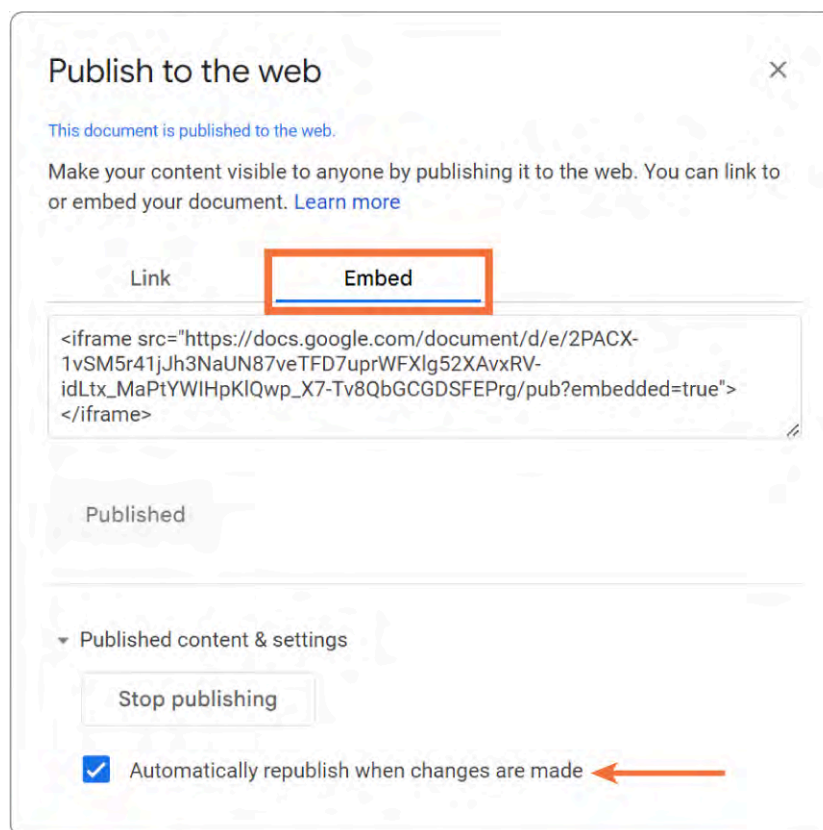 Publish to the web
This document is published to the web.
Make your content visible to anyone by publishing it to the web. You can link to
or embed your document. Learn more
Link
Embed
<iframe src="https://docs.google.com/document/d/e/2PACX-
1vSM5r41jJh3NaUN87veTFD7uprWFXlg52XAvxRV-
idLtx_MaPtYWIHpKlQwp_X7-Tv8QbGCGDSFEPrg/pub?embedded=true">
</iframe>
Published
Published content & settings
Stop publishing
Automatically republish when changes are made